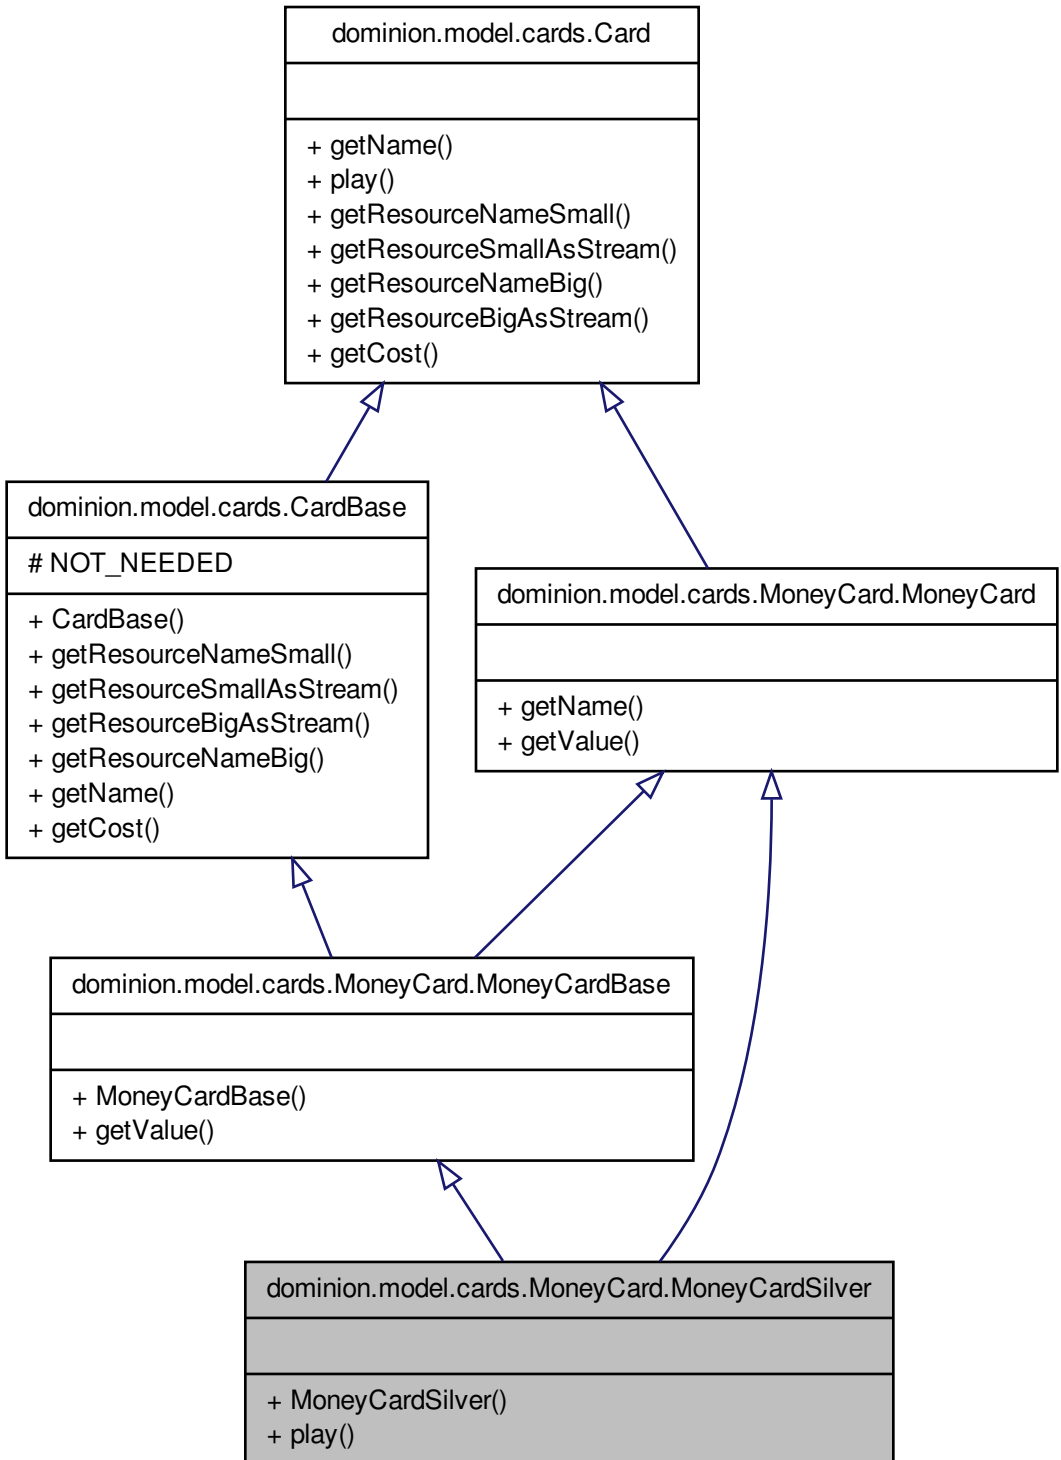 dominion.model.cards.Card
+ getName()
+ play()
+ getResourceNameSmall()
+ getResourceSmallAsStream()
+ getResourceNameBig()
+ getResourceBigAsStream()
+ getCost()
dominion.model.cards.CardBase
# NOT_NEEDED
+ CardBase()
+ getResourceNameSmall()
+ getResourceSmallAsStream()
+ getResourceBigAsStream()
+ getResourceNameBig()
+ getName()
+ getCost()
dominion.model.cards.MoneyCard.MoneyCard
+ getName()
+ getValue()
dominion.model.cards.MoneyCard.MoneyCardBase
+ MoneyCardBase()
+ getValue()
dominion.model.cards.MoneyCard.MoneyCardSilver
+ MoneyCardSilver()
+ play()